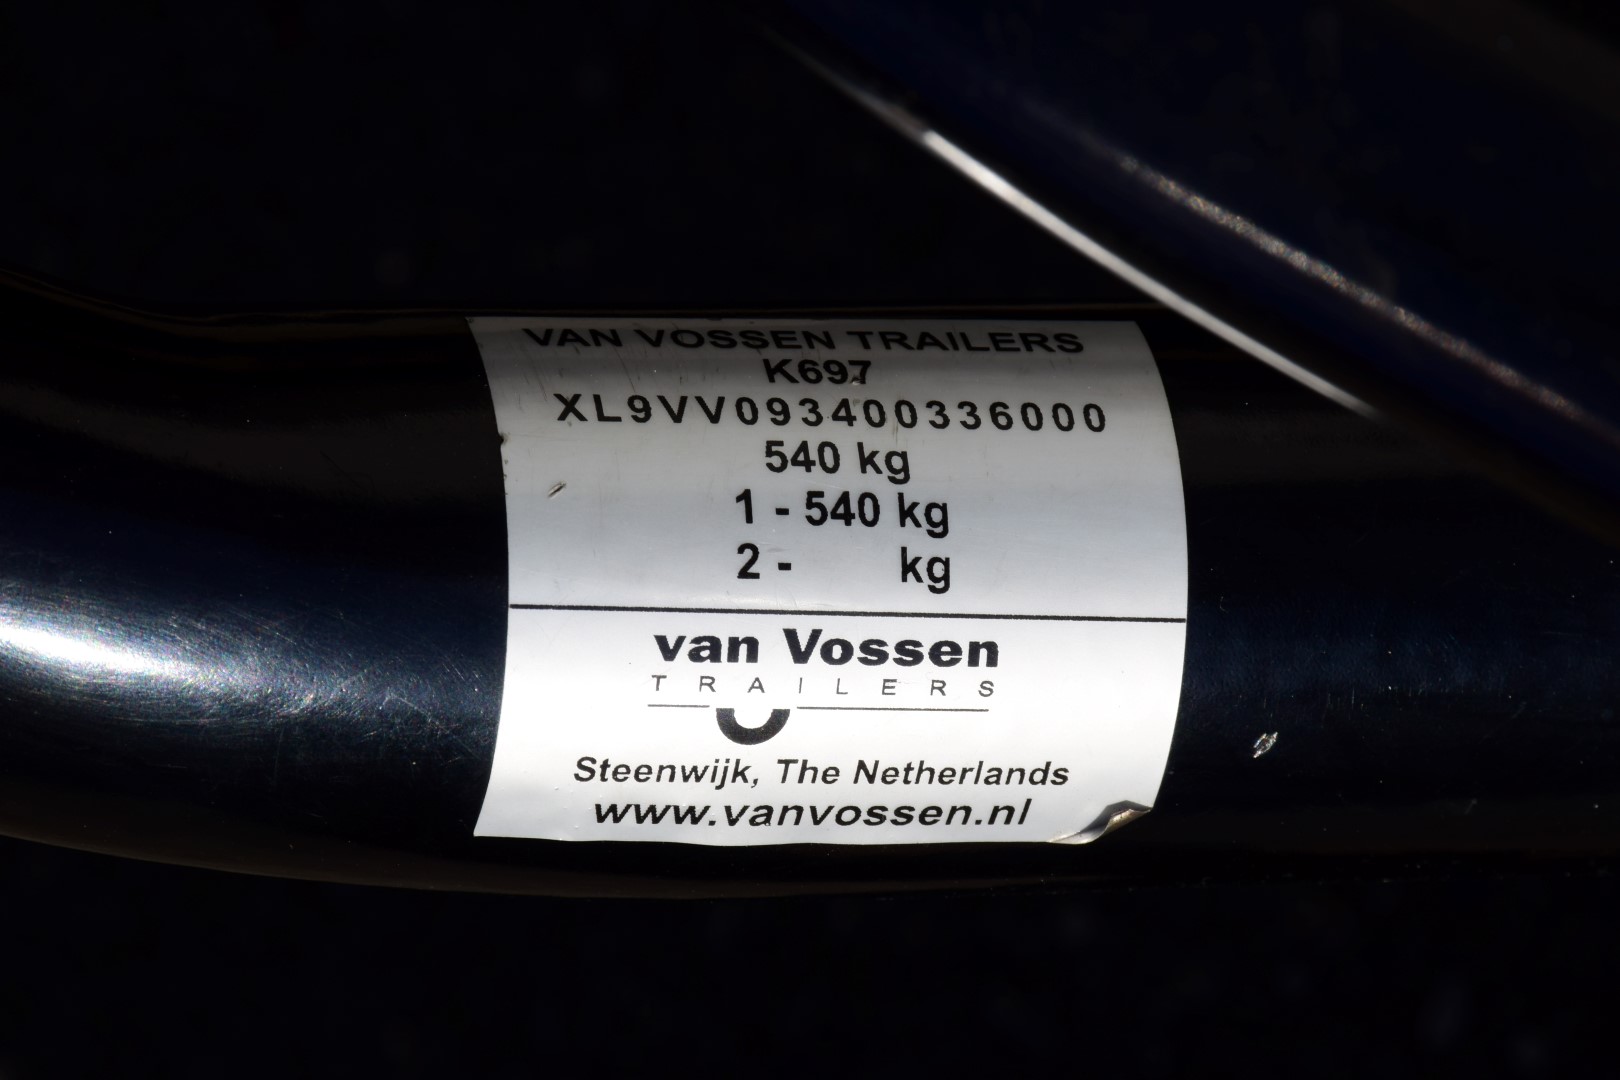 VAN VOSSEN TRAILERS
K697
XL9VV093400336000
540 kg
1 - 540 kg
2 - kg
van Vossen
TRAILERS
Steenwijk, The Netherlands
www.vanvossen.nl